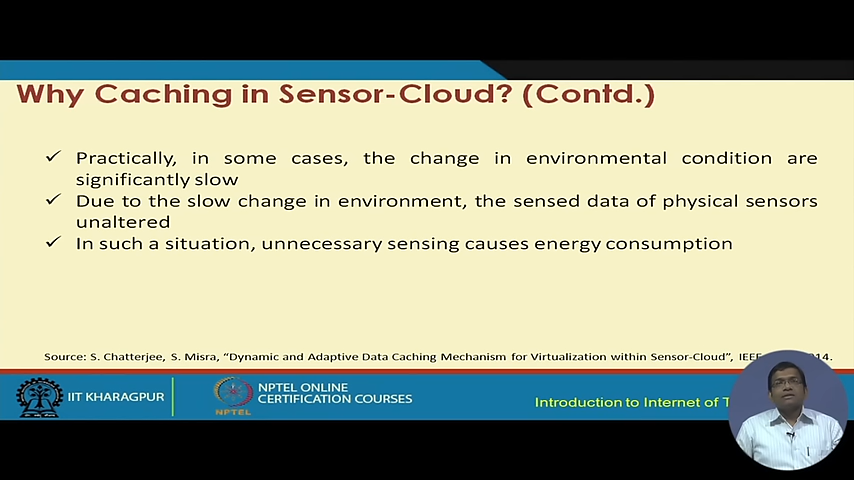 Why Caching in Sensor-Cloud? (Contd.)
✓ Practically, in some cases, the change in environmental condition are
significantly slow
✓ Due to the slow change in environment, the sensed data of physical sensors
unaltered
✓ In such a situation, unnecessary sensing causes energy consumption
Source: S. Chatterjee, S. Misra, “Dynamic and Adaptive Data Caching Mechanism for Virtualization within Sensor-Cloud”, IEEE
IIT KHARAGPUR
NPTEL
NPTEL ONLINE
CERTIFICATION COURSES
Introduction to Internet of